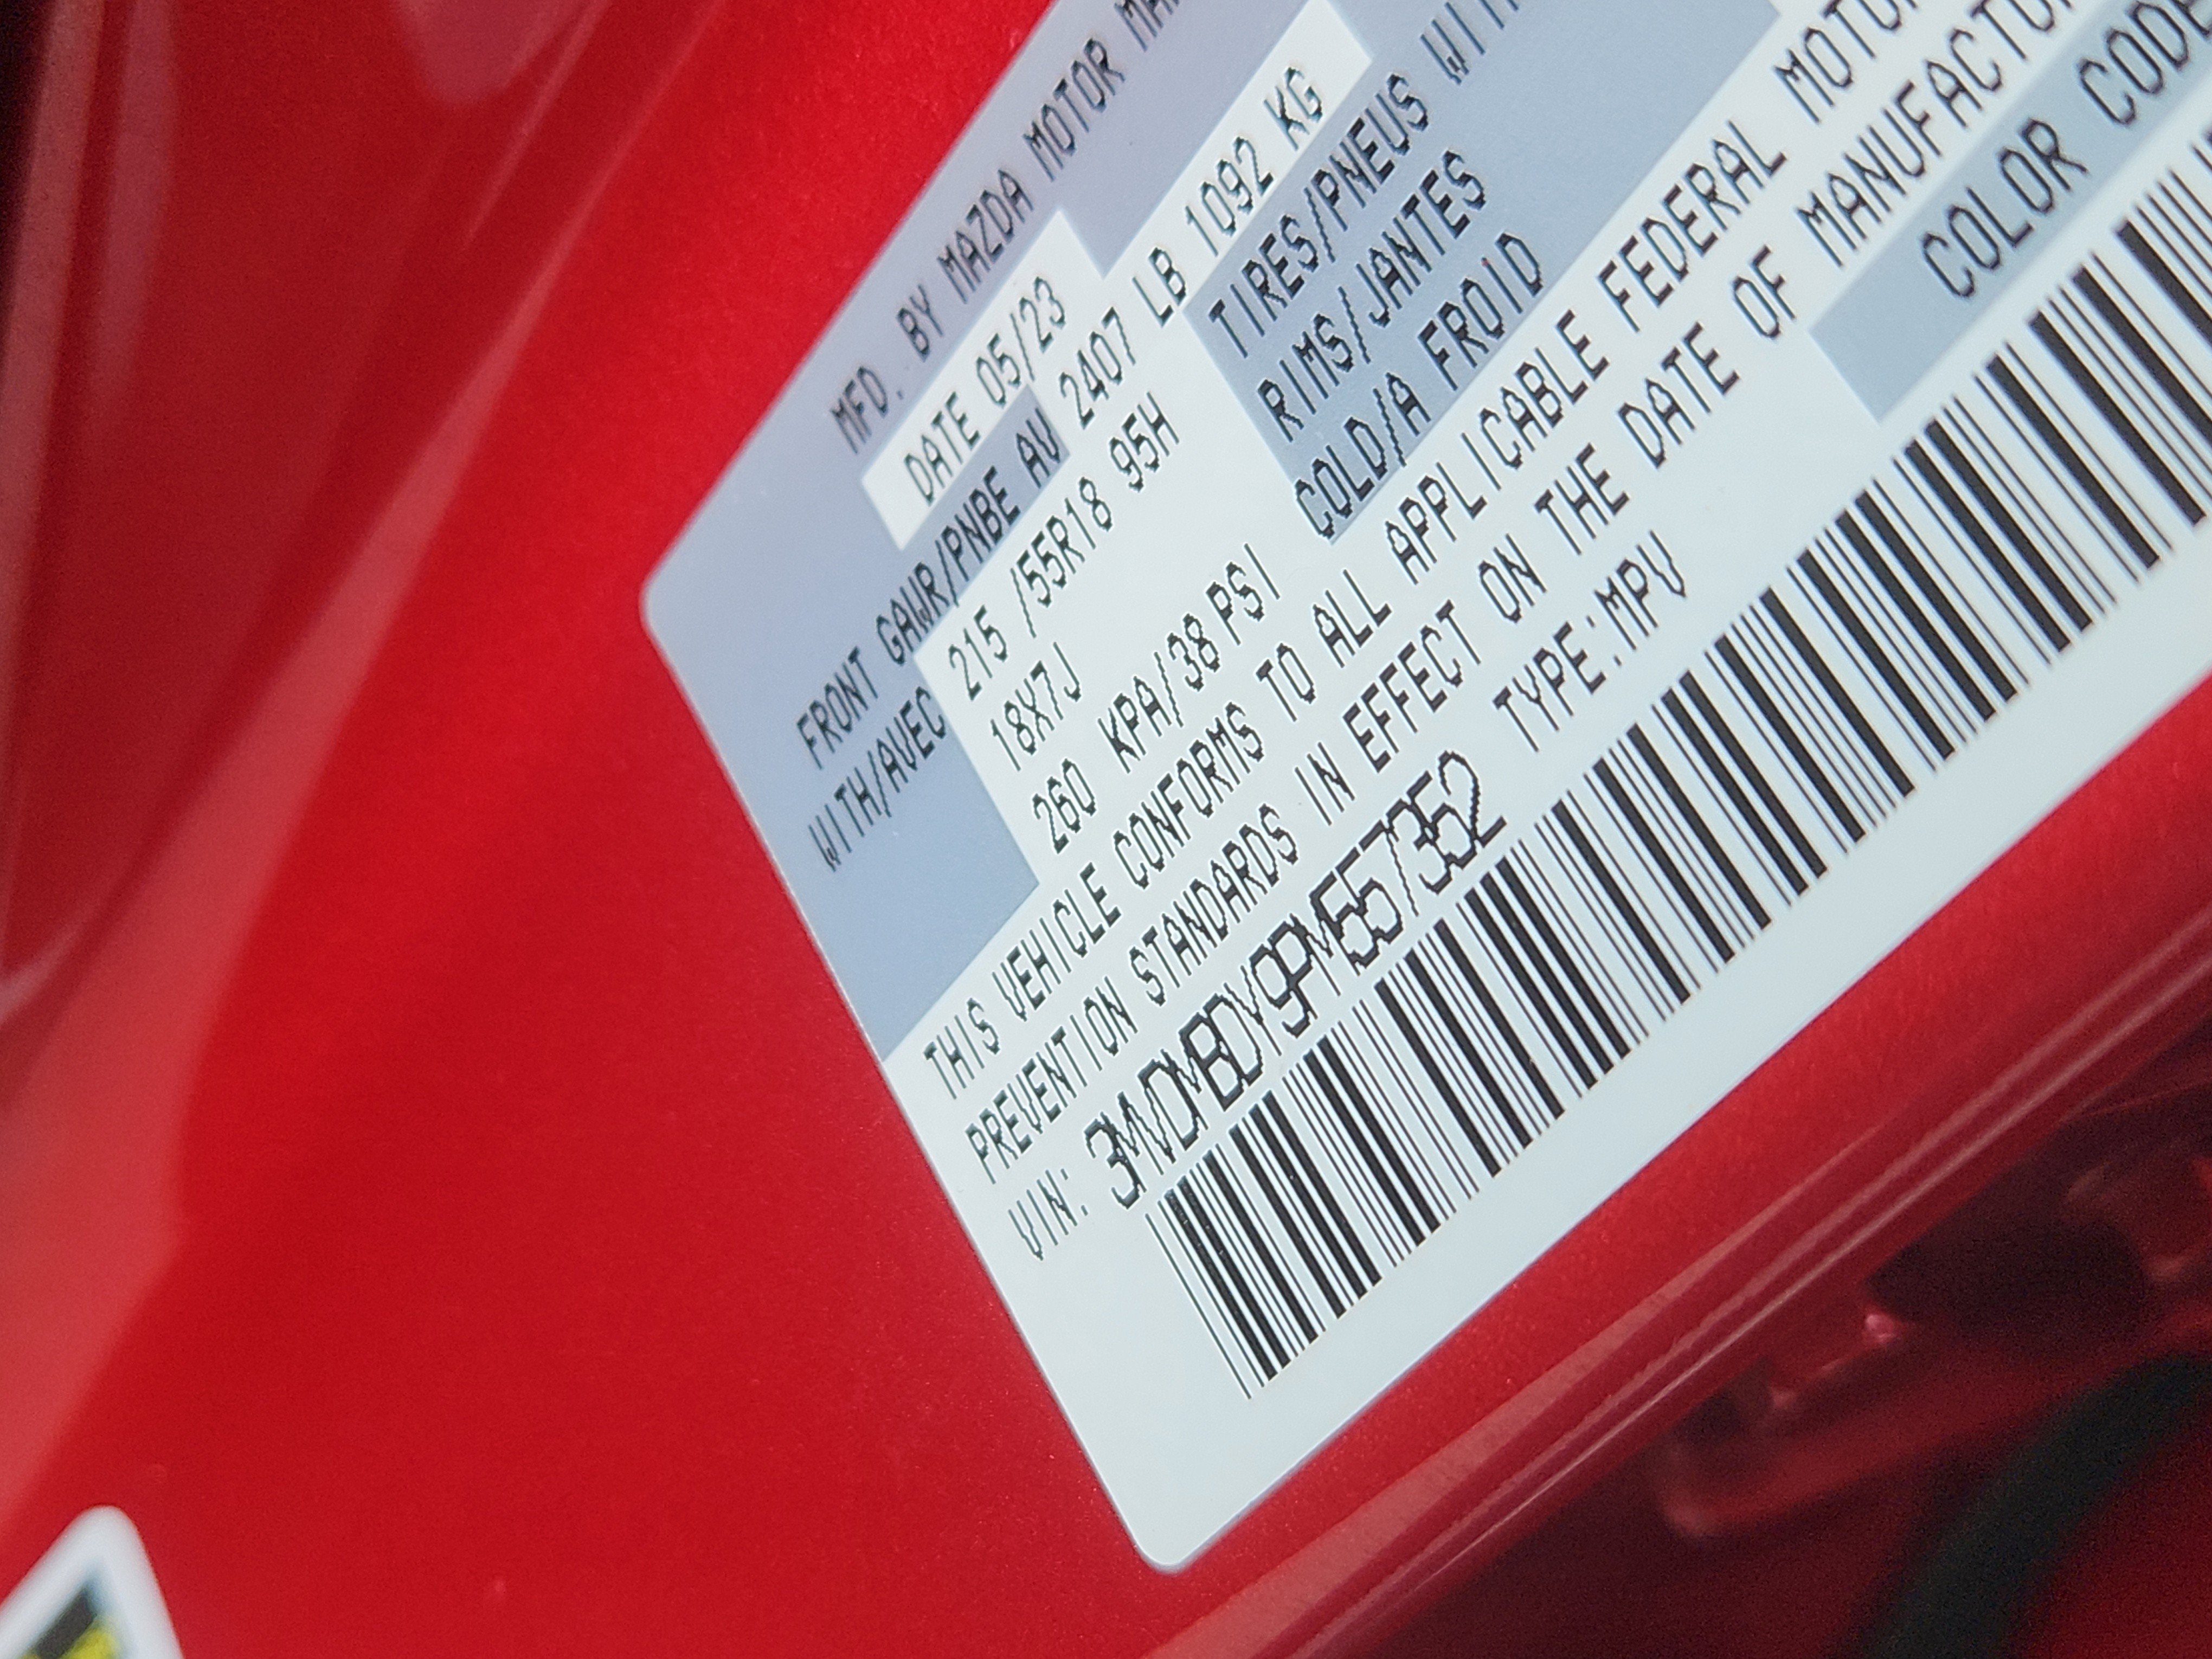 MFD. BY MAZDA MOTOR
DATE 05/23
FRONT GAWR/PNBE AV 2407 LB 1092 KG
WITH/AVEC 215 /55R18 95H TIRES/PNEUS WITH
18X7J RIMS/JANTES
260 KPA/38 PSI COLD/A FROID
THIS VEHICLE CONFORMS TO ALL APPLICABLE FEDERAL MOTOR
PREVENTION STANDARDS IN EFFECT ON THE DATE OF MANUFACTU
VIN: 3MVDMBDY9PM557352 TYPE:MPV COLOR CODE